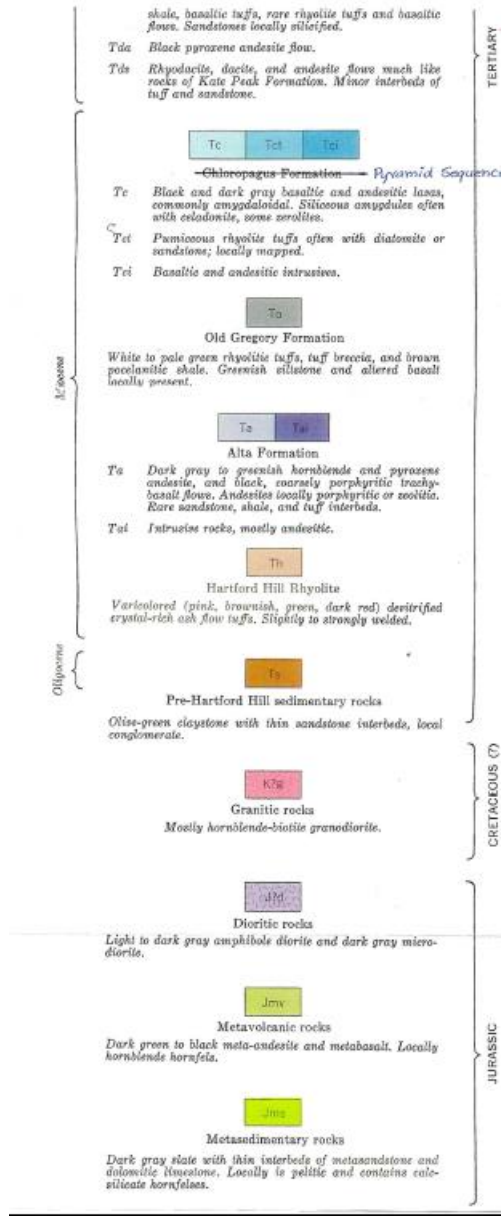 shale, basaltic tuffs, rare rhyolite tuffs and basaltic
flows. Sandstones locally silicified.
Tda Black pyroxene andesite flow.
Tds Rhyodacite, dacite, and andesite flows much like
rocks of Kate Peak Formation. Minor interbeds of
tuff and sandstone.
TERTIARY
Tc Tct Tci
Chloropagus Formation Pyramid Sequence
Tc Black and dark gray basaltic and andesitic lavas,
commonly amygdaloidal. Siliceous amygdules often
with celadonite, some zeolites.
Tct Pumiceous rhyolite tuffs often with diatomite or
sandstone; locally mapped.
Tci Basaltic and andesitic intrusives.
Miocene
To
Old Gregory Formation
White to pale green rhyolitic tuffs, tuff breccia, and brown
pocelanitic shale. Greenish siltstone and altered basalt
locally present.
Ta Tai
Alta Formation
Ta Dark gray to greenish hornblende and pyroxene
andesite, and black, coarsely porphyritic trachy-
basalt flows. Andesites locally porphyritic or zeolitic.
Rare sandstone, shale, and tuff interbeds.
Tai Intrusive rocks, mostly andesitic.
Th
Hartford Hill Rhyolite
Varicolored (pink, brownish, green, dark red) devitrified
crystal-rich ash flow tuffs. Slightly to strongly welded.
Oligocene
Ts
Pre-Hartford Hill sedimentary rocks
Olive-green claystone with thin sandstone interbeds, local
conglomerate.
K?g
Granitic rocks
Mostly hornblende-biotite granodiorite.
CRETACEOUS (?)
J?d
Dioritic rocks
Light to dark gray amphibole diorite and dark gray micro-
diorite.
Jmv
Metavolcanic rocks
Dark green to black meta-andesite and metabasalt. Locally
hornblende hornfels.
JURASSIC
Jms
Metasedimentary rocks
Dark gray slate with thin interbeds of metasandstone and
dolomitic limestone. Locally is pelitic and contains calc-
silicate hornfelses.